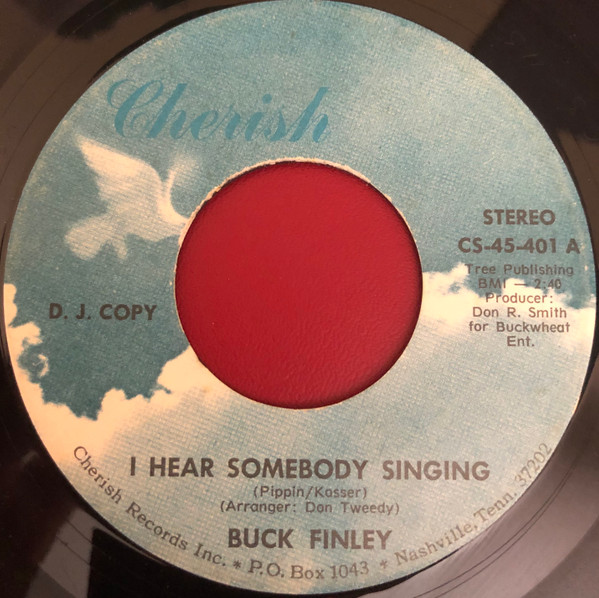 Cherish
STEREO
CS-45-401 A
Tree Publishing
BMI — 2:40
Producer:
Don R. Smith
for Buckwheat
Ent.
D. J. COPY
I HEAR SOMEBODY SINGING
(Pippin/Kosser)
(Arranger: Don Tweedy)
BUCK FINLEY
Cherish Records Inc. * P.O. Box 1043 * Nashville, Tenn. 37202